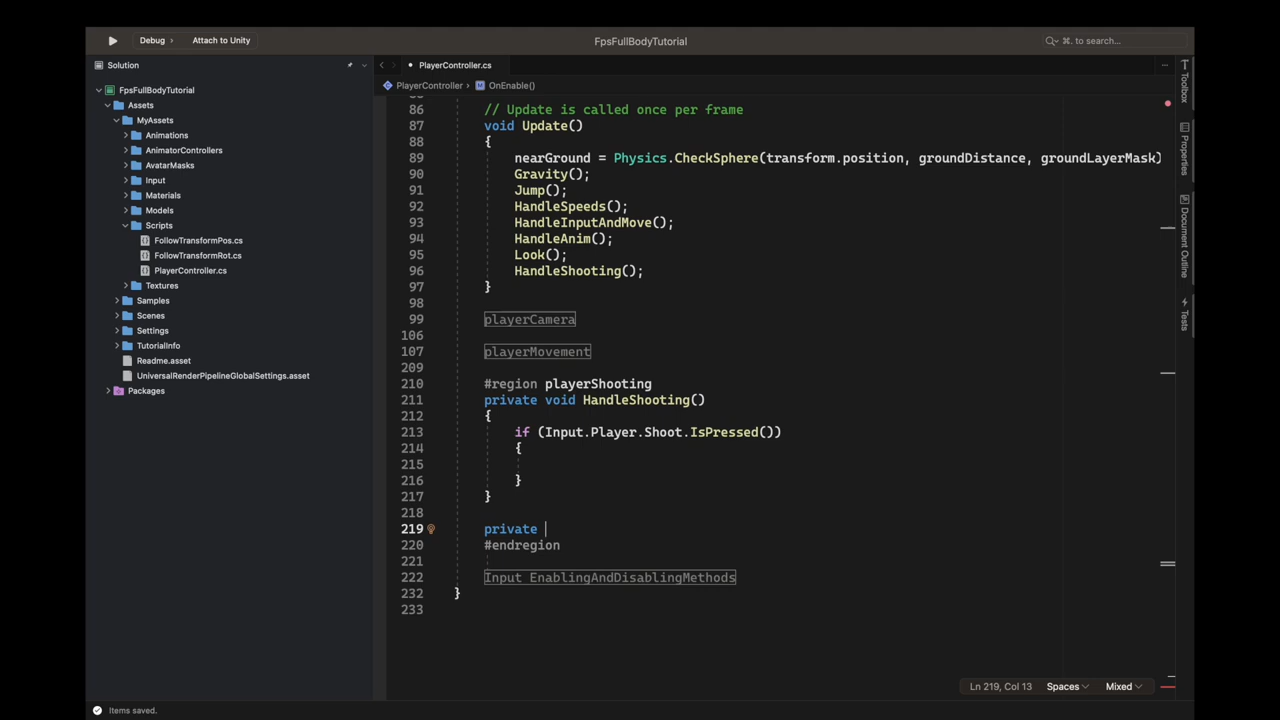 Debug
Attach to Unity
FpsFullBodyTutorial
⌘. to search...
Solution
PlayerController.cs
PlayerController > OnEnable()
FpsFullBodyTutorial
Assets
MyAssets
Animations
AnimatorControllers
AvatarMasks
Input
Materials
Models
Scripts
FollowTransformPos.cs
FollowTransformRot.cs
PlayerController.cs
Textures
Samples
Scenes
Settings
TutorialInfo
Readme.asset
UniversalRenderPipelineGlobalSettings.asset
Packages
86 // Update is called once per frame
87 void Update()
88 {
89 nearGround = Physics.CheckSphere(transform.position, groundDistance, groundLayerMask)
90 Gravity();
91 Jump();
92 HandleSpeeds();
93 HandleInputAndMove();
94 HandleAnim();
95 Look();
96 HandleShooting();
97 }
98
99 playerCamera
106
107 playerMovement
209
210 #region playerShooting
211 private void HandleShooting()
212 {
213 if (Input.Player.Shoot.IsPressed())
214 {
215
216 }
217 }
218
219 private
220 #endregion
221
222 Input EnablingAndDisablingMethods
232 }
233
Toolbox
Properties
Document Outline
Tests
Ln 219, Col 13
Spaces
Mixed
Items saved.